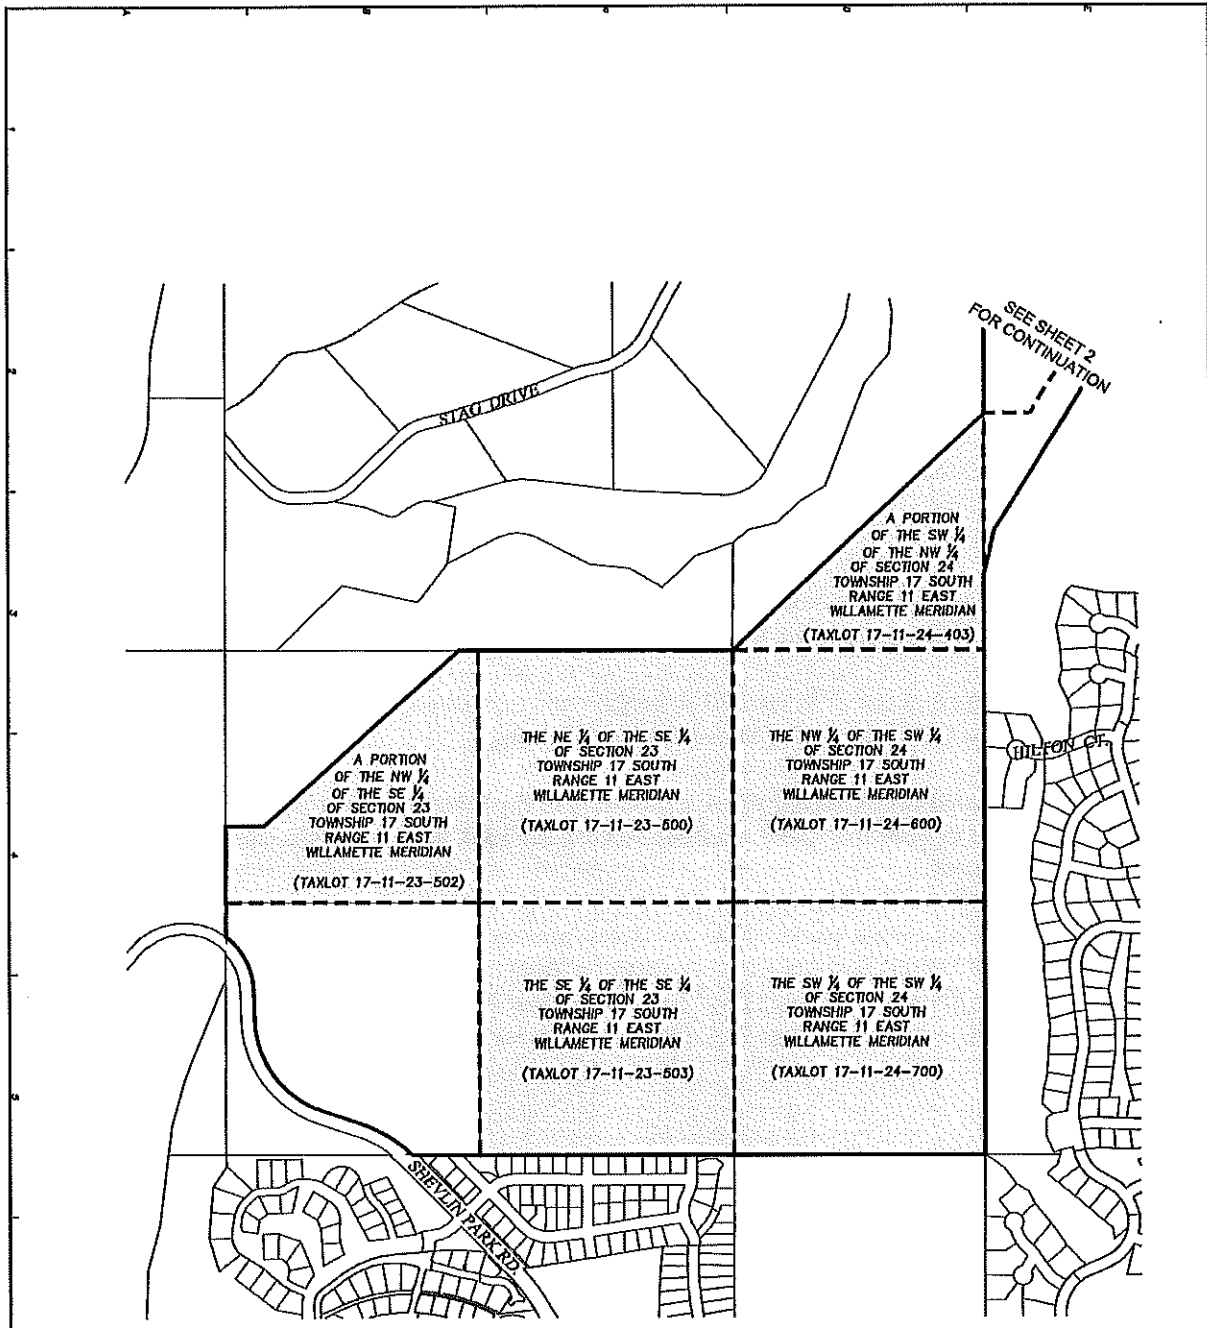 A
B
C
D
E
1
2
3
4
5
SEE SHEET 2
FOR CONTINUATION
STAG DRIVE
A PORTION
OF THE SW ¼
OF THE NW ¼
OF SECTION 24
TOWNSHIP 17 SOUTH
RANGE 11 EAST
WILLAMETTE MERIDIAN
(TAXLOT 17-11-24-403)
HILTON CT.
A PORTION
OF THE NW ¼
OF THE SE ¼
OF SECTION 23
TOWNSHIP 17 SOUTH
RANGE 11 EAST
WILLAMETTE MERIDIAN
(TAXLOT 17-11-23-502)
THE NE ¼ OF THE SE ¼
OF SECTION 23
TOWNSHIP 17 SOUTH
RANGE 11 EAST
WILLAMETTE MERIDIAN
(TAXLOT 17-11-23-500)
THE NW ¼ OF THE SW ¼
OF SECTION 24
TOWNSHIP 17 SOUTH
RANGE 11 EAST
WILLAMETTE MERIDIAN
(TAXLOT 17-11-24-600)
THE SE ¼ OF THE SE ¼
OF SECTION 23
TOWNSHIP 17 SOUTH
RANGE 11 EAST
WILLAMETTE MERIDIAN
(TAXLOT 17-11-23-503)
THE SW ¼ OF THE SW ¼
OF SECTION 24
TOWNSHIP 17 SOUTH
RANGE 11 EAST
WILLAMETTE MERIDIAN
(TAXLOT 17-11-24-700)
SHEVLIN PARK RD.